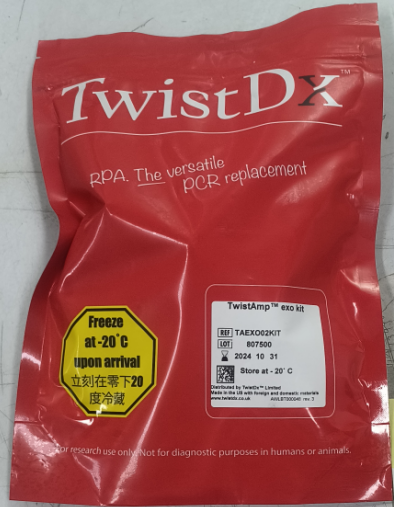 TwistDx™
RPA. The versatile
PCR replacement
Freeze
at -20°C
upon arrival
立刻在零下20
度冷藏
TwistAmp™ exo kit
REF TAEXO02KIT
LOT 807500
2024 10 31
Store at - 20° C
Distributed by TwistDx™ Limited
Made in the US with foreign and domestic materials
www.twistdx.co.uk
For research use only. Not for diagnostic purposes in humans or animals.